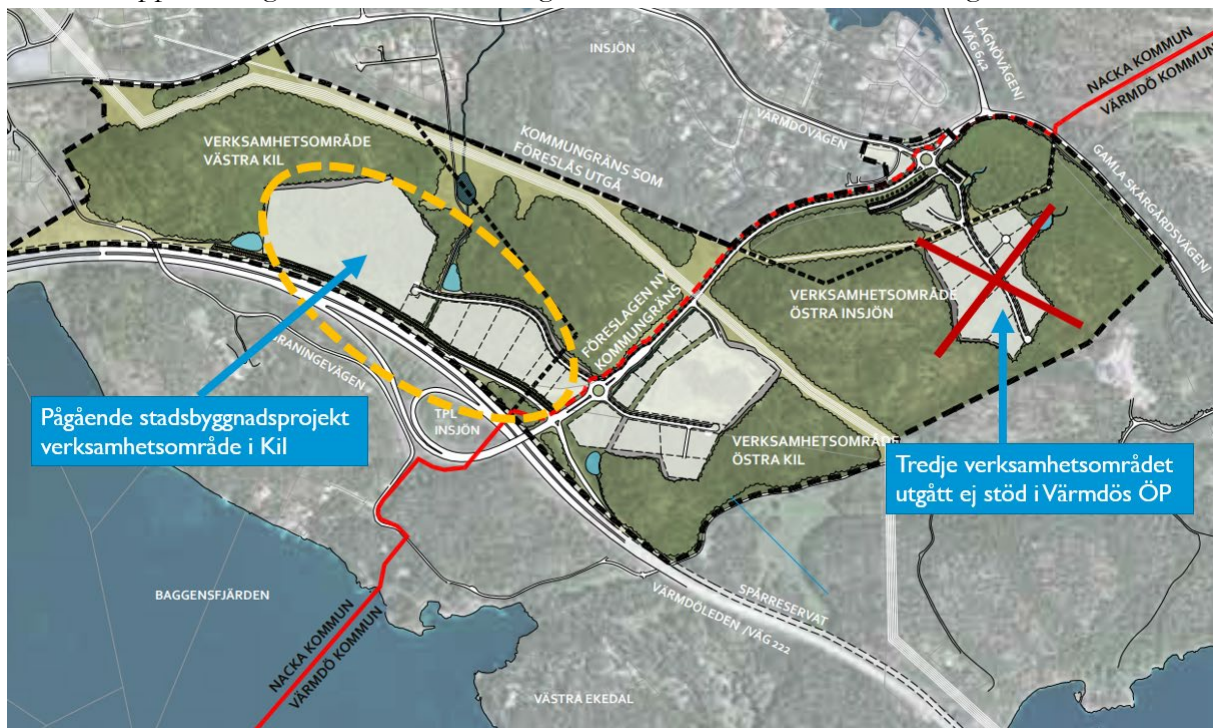 INSJÖN
LAGNÖVÄGEN/
VÄG 642
NACKA KOMMUN
VÄRMDÖ KOMMUN
VERKSAMHETSOMRÅDE
VÄSTRA KIL
KOMMUNGRÄNS SOM
FÖRESLÅS UTGÅ
VÄRMDÖVÄGEN
GAMLA SKÄRGÅRDSVÄGEN/
FÖRESLAGEN NY
KOMMUNGRÄNS
VERKSAMHETSOMRÅDE
ÖSTRA INSJÖN
GRANINGEVÄGEN
TPL
INSJÖN
Pågående stadsbyggnadsprojekt
verksamhetsområde i Kil
VERKSAMHETSOMRÅDE
ÖSTRA KIL
Tredje verksamhetsområdet
utgått ej stöd i Värmdös ÖP
BAGGENSFJÄRDEN
NACKA KOMMUN
VÄRMDÖ KOMMUN
SPÅRRESERVAT
VÄRMDÖLEDEN /VÄG 222
VÄSTRA EKEDAL